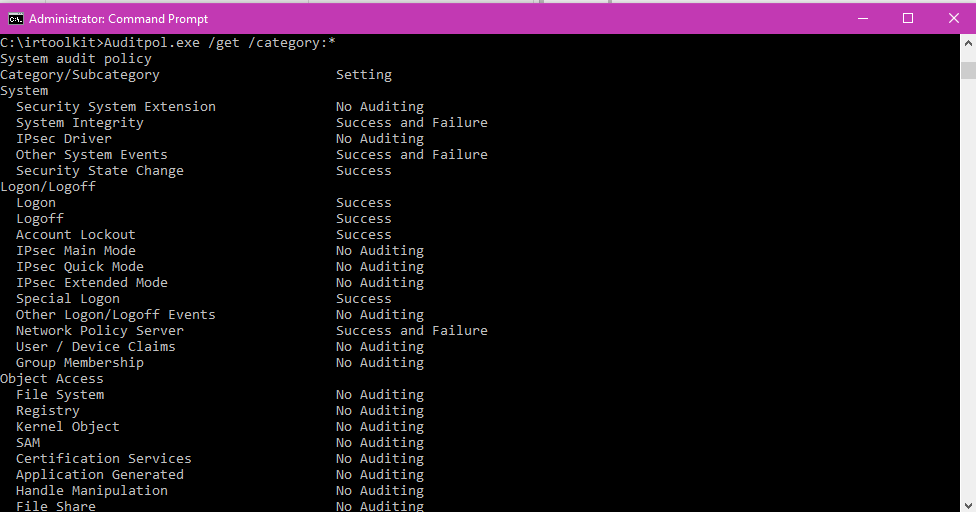 Administrator: Command Prompt
C:\irtoolkit>Auditpol.exe /get /category:*
System audit policy
Category/Subcategory                      Setting
System
  Security System Extension               No Auditing
  System Integrity                        Success and Failure
  IPsec Driver                            No Auditing
  Other System Events                     Success and Failure
  Security State Change                   Success
Logon/Logoff
  Logon                                   Success
  Logoff                                  Success
  Account Lockout                         Success
  IPsec Main Mode                         No Auditing
  IPsec Quick Mode                        No Auditing
  IPsec Extended Mode                     No Auditing
  Special Logon                           Success
  Other Logon/Logoff Events               No Auditing
  Network Policy Server                   Success and Failure
  User / Device Claims                    No Auditing
  Group Membership                        No Auditing
Object Access
  File System                             No Auditing
  Registry                                No Auditing
  Kernel Object                           No Auditing
  SAM                                     No Auditing
  Certification Services                  No Auditing
  Application Generated                   No Auditing
  Handle Manipulation                     No Auditing
  File Share                              No Auditing